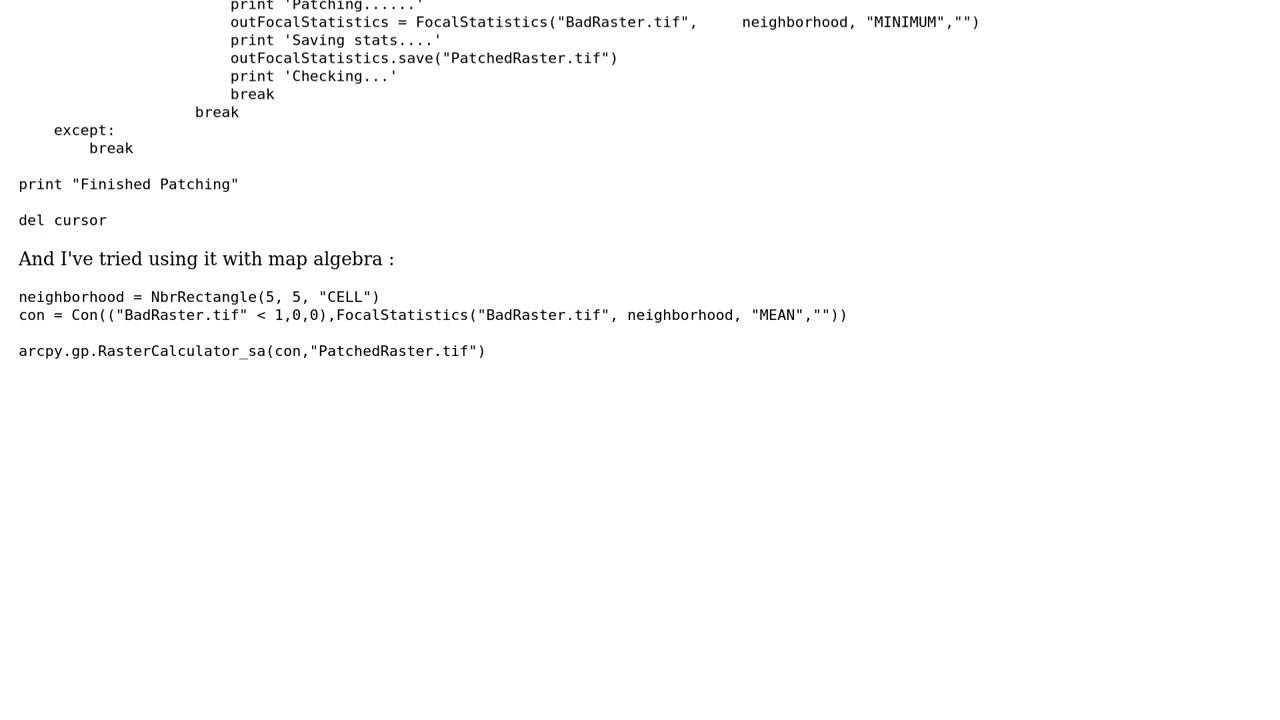 print 'Patching......'
outFocalStatistics = FocalStatistics("BadRaster.tif",     neighborhood, "MINIMUM","")
print 'Saving stats....'
outFocalStatistics.save("PatchedRaster.tif")
print 'Checking...'
break
break
except:
break
print "Finished Patching"
del cursor
And I've tried using it with map algebra :
neighborhood = NbrRectangle(5, 5, "CELL")
con = Con(("BadRaster.tif" < 1,0,0),FocalStatistics("BadRaster.tif", neighborhood, "MEAN",""))
arcpy.gp.RasterCalculator_sa(con,"PatchedRaster.tif")